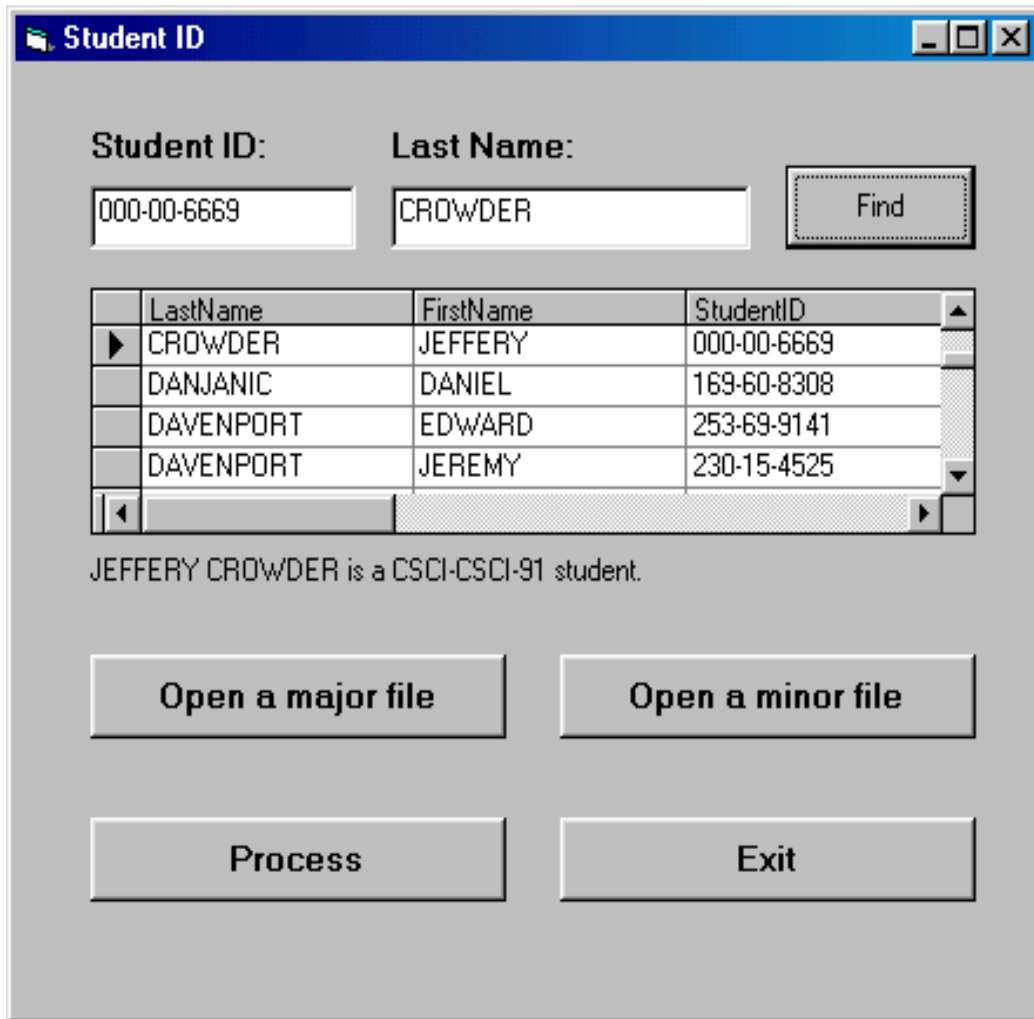 Student ID
Student ID: Last Name:
000-00-6669 CROWDER Find
LastName FirstName StudentID
CROWDER JEFFERY 000-00-6669
DANJANIC DANIEL 169-60-8308
DAVENPORT EDWARD 253-69-9141
DAVENPORT JEREMY 230-15-4525
JEFFERY CROWDER is a CSCI-CSCI-91 student.
Open a major file Open a minor file
Process Exit